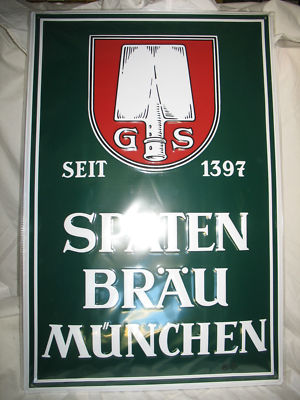 G S
SEIT 1397
SPATEN
BRÄU
MÜNCHEN